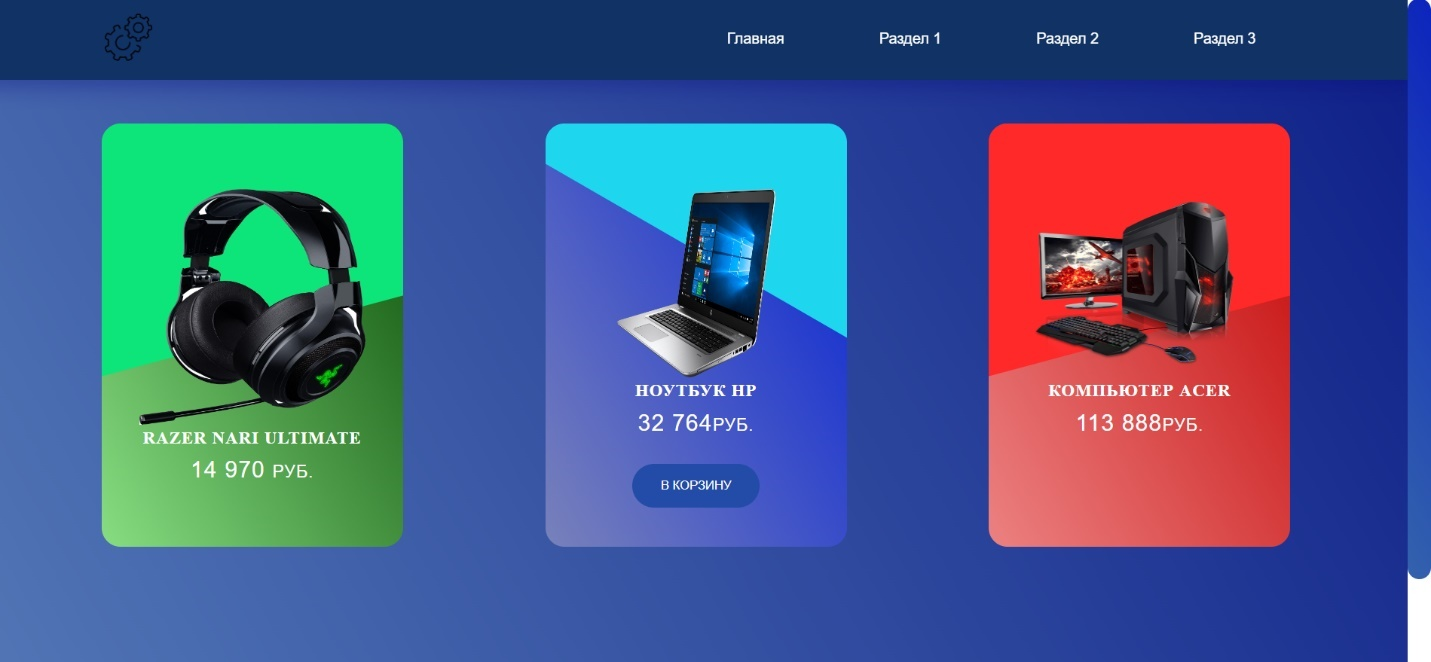 Главная Раздел 1 Раздел 2 Раздел 3
RAZER NARI ULTIMATE
14 970 РУБ.
НОУТБУК HP
32 764РУБ.
В КОРЗИНУ
КОМПЬЮТЕР ACER
113 888РУБ.